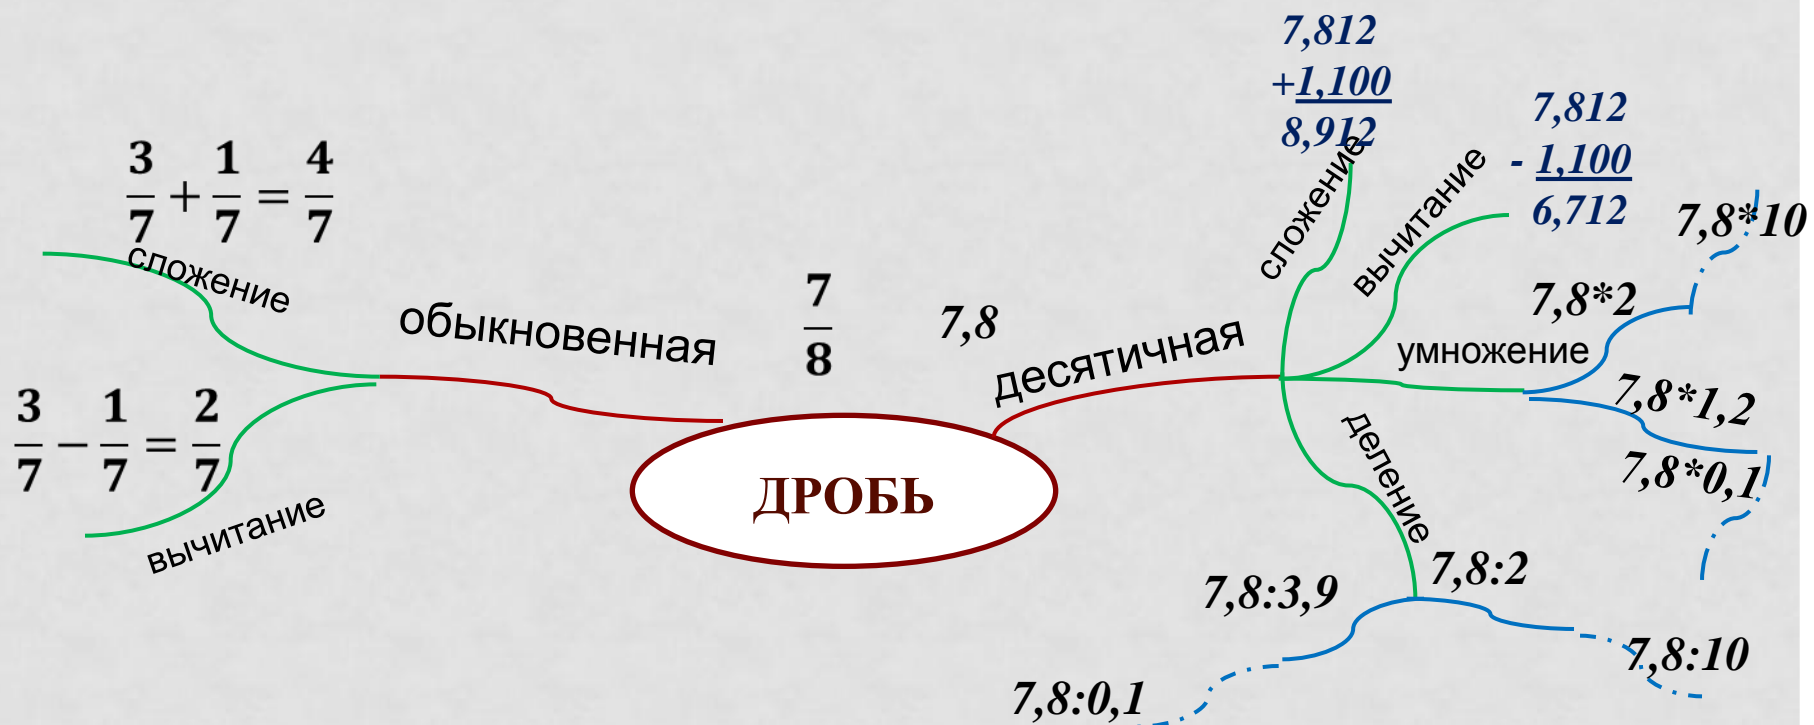 7,812
+1,100
8,912
7,812
- 1,100
6,712
3/7 + 1/7 = 4/7
сложение
сложение
вычитание
7,8*10
обыкновенная
7/8
7,8
десятичная
7,8*2
умножение
3/7 − 1/7 = 2/7
вычитание
ДРОБЬ
7,8*1,2
7,8*0,1
деление
7,8:3,9
7,8:2
7,8:10
7,8:0,1